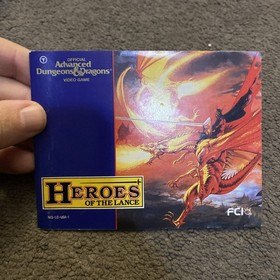 OFFICIAL
Advanced
Dungeons&Dragons
VIDEO GAME
HEROES
OF THE LANCE
FCI